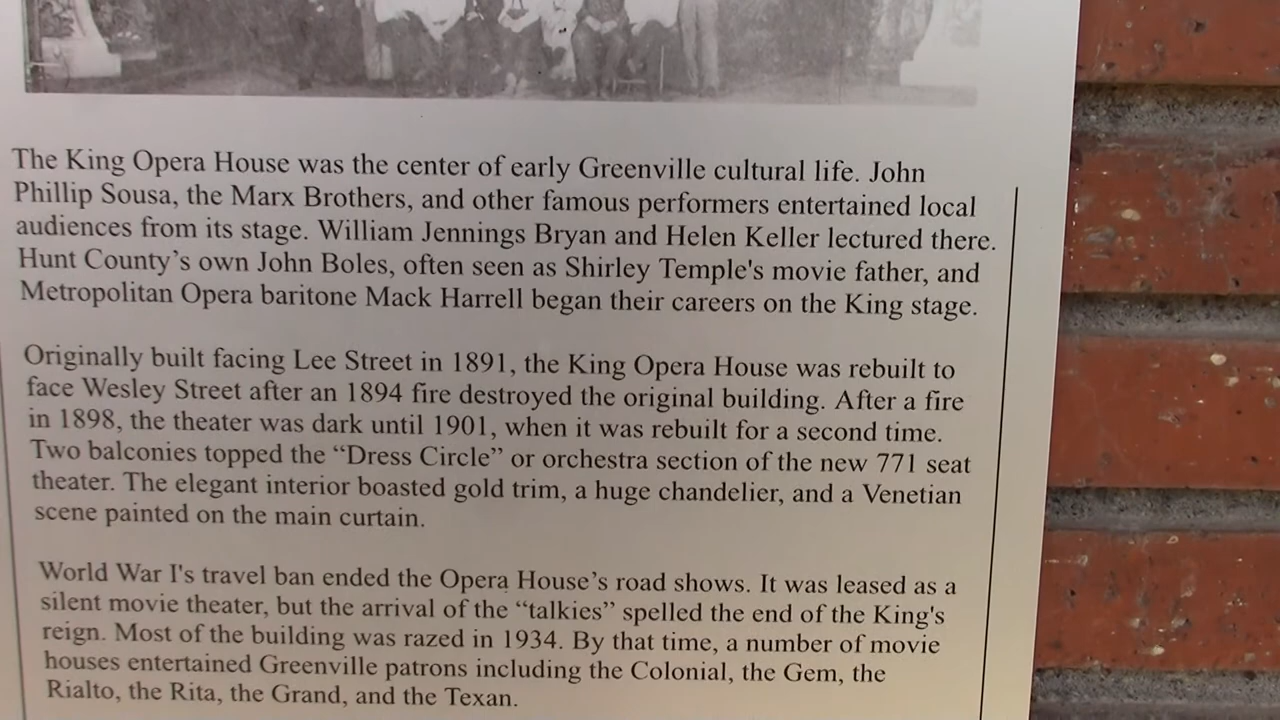 The King Opera House was the center of early Greenville cultural life. John
Phillip Sousa, the Marx Brothers, and other famous performers entertained local
audiences from its stage. William Jennings Bryan and Helen Keller lectured there.
Hunt County’s own John Boles, often seen as Shirley Temple's movie father, and
Metropolitan Opera baritone Mack Harrell began their careers on the King stage.
Originally built facing Lee Street in 1891, the King Opera House was rebuilt to
face Wesley Street after an 1894 fire destroyed the original building. After a fire
in 1898, the theater was dark until 1901, when it was rebuilt for a second time.
Two balconies topped the “Dress Circle” or orchestra section of the new 771 seat
theater. The elegant interior boasted gold trim, a huge chandelier, and a Venetian
scene painted on the main curtain.
World War I's travel ban ended the Opera House’s road shows. It was leased as a
silent movie theater, but the arrival of the “talkies” spelled the end of the King's
reign. Most of the building was razed in 1934. By that time, a number of movie
houses entertained Greenville patrons including the Colonial, the Gem, the
Rialto, the Rita, the Grand, and the Texan.